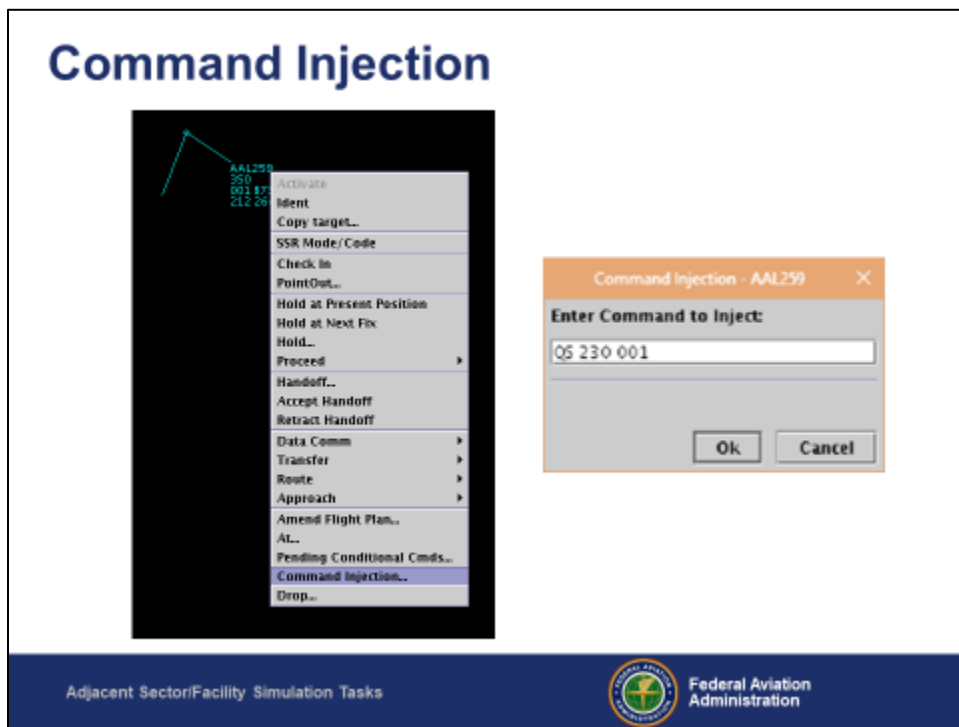 Command Injection
AAL259
350
001
212
Activate
Ident
Copy target...
SSR Mode/Code
Check In
PointOut...
Hold at Present Position
Hold at Next Fix
Hold...
Proceed
Handoff...
Accept Handoff
Retract Handoff
Data Comm
Transfer
Route
Approach
Amend Flight Plan...
At...
Pending Conditional Cmds...
Command Injection...
Drop...
Command Injection - AAL259
Enter Command to Inject:
QS 230 001
Ok Cancel
Adjacent Sector/Facility Simulation Tasks
Federal Aviation
Administration